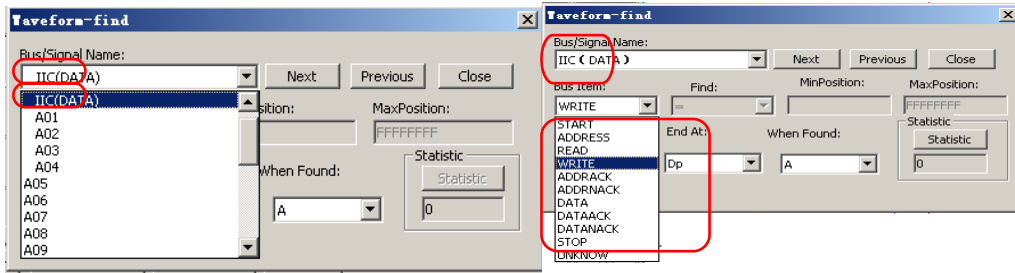 Waveform-find
Bus/Signal Name:
IIC(DATA)
Next
Previous
Close
IIC(DATA)
A01
A02
A03
A04
A05
A06
A07
A08
A09
sition:
MaxPosition:
FFFFFFFF
When Found:
A
Statistic
Statistic
0
Waveform-find
Bus/Signal Name:
IIC ( DATA )
Next
Previous
Close
Bus Item:
Find:
MinPosition:
MaxPosition:
WRITE
=
FFFFFFFF
START
ADDRESS
READ
WRITE
ADDRACK
ADDRNACK
DATA
DATAACK
DATANACK
STOP
UNKNOW
End At:
Dp
When Found:
A
Statistic
Statistic
0